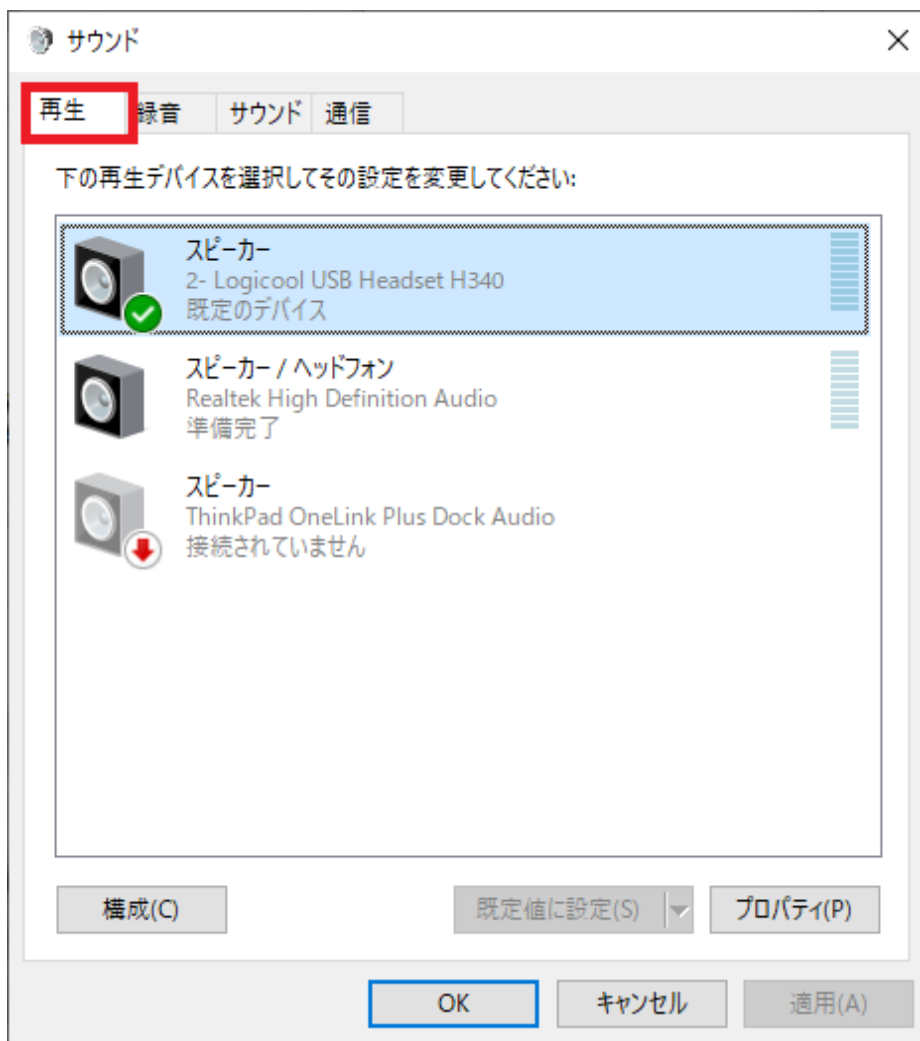 サウンド
再生 録音 サウンド 通信
下の再生デバイスを選択してその設定を変更してください:
スピーカー
2- Logicool USB Headset H340
既定のデバイス
スピーカー / ヘッドフォン
Realtek High Definition Audio
準備完了
スピーカー
ThinkPad OneLink Plus Dock Audio
接続されていません
構成(C) 既定値に設定(S) プロパティ(P)
OK キャンセル 適用(A)